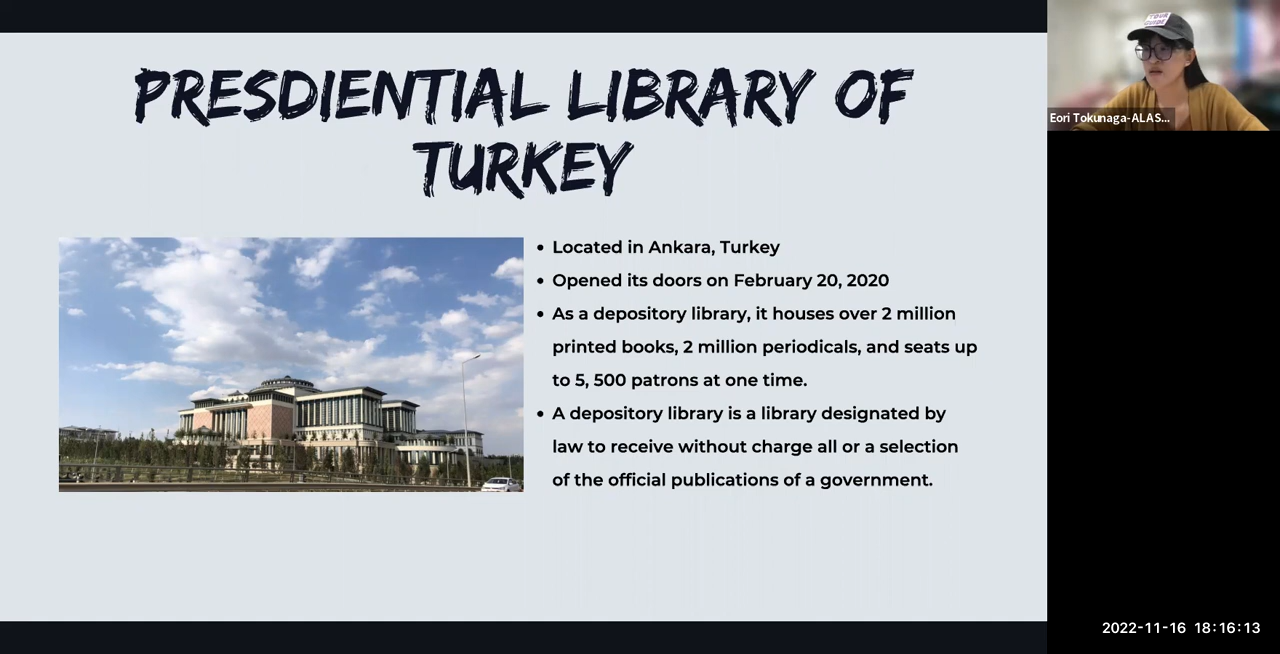 PRESDIENTIAL LIBRARY OF
TURKEY
• Located in Ankara, Turkey
• Opened its doors on February 20, 2020
• As a depository library, it houses over 2 million
printed books, 2 million periodicals, and seats up
to 5, 500 patrons at one time.
• A depository library is a library designated by
law to receive without charge all or a selection
of the official publications of a government.
TOUR
GUIDE
Eori Tokunaga-ALAS...
2022-11-16 18:16:13